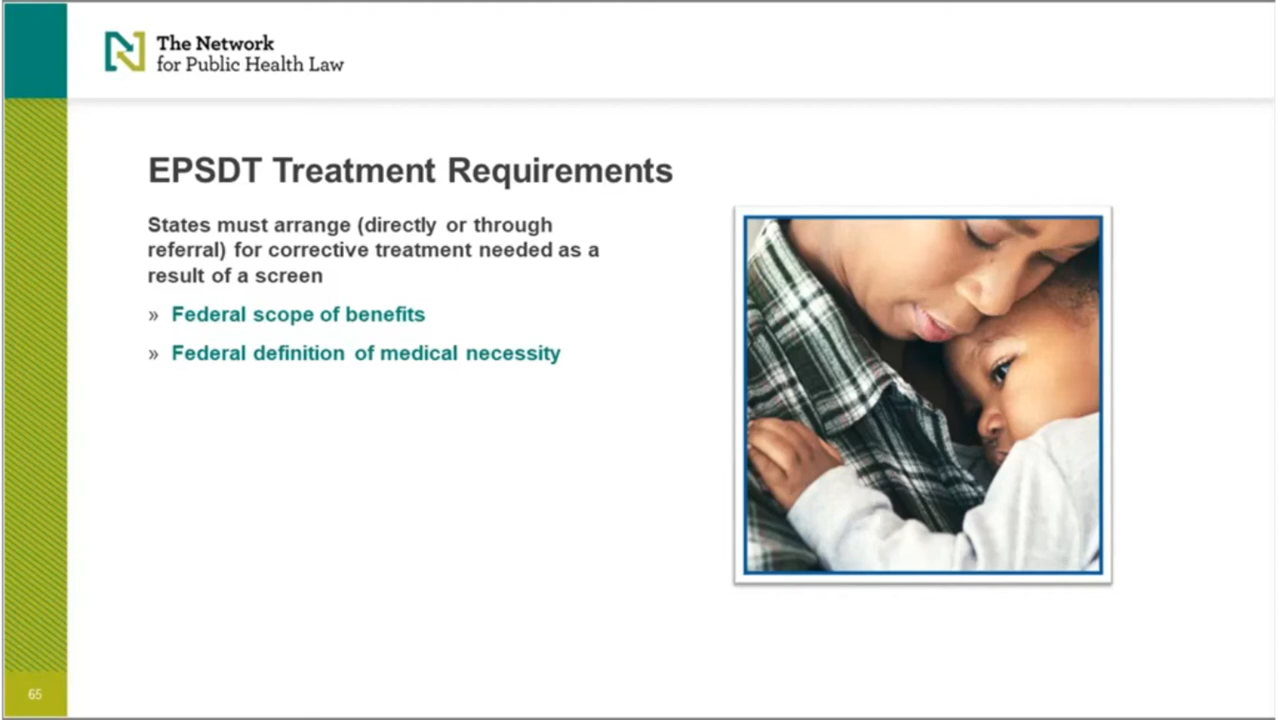 The Network
for Public Health Law
EPSDT Treatment Requirements
States must arrange (directly or through
referral) for corrective treatment needed as a
result of a screen
» Federal scope of benefits
» Federal definition of medical necessity
65